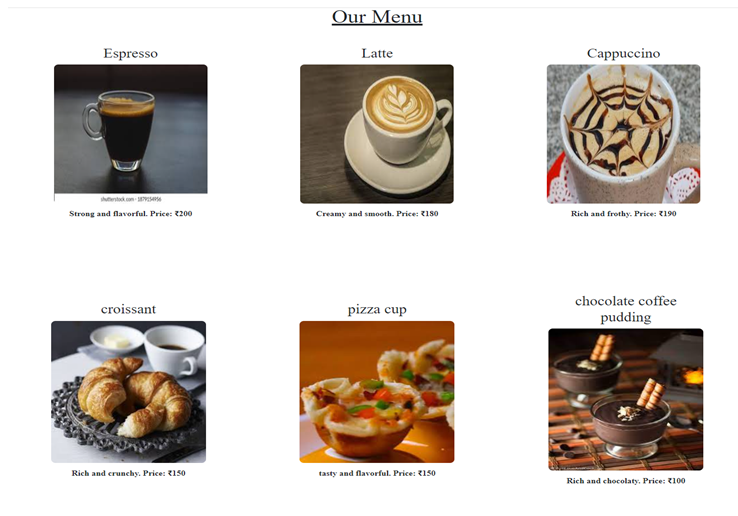 Our Menu
Espresso
Latte
Cappuccino
shutterstock.com · 1879154956
Strong and flavorful. Price: ₹200
Creamy and smooth. Price: ₹180
Rich and frothy. Price: ₹190
croissant
pizza cup
chocolate coffee
pudding
Rich and crunchy. Price: ₹150
tasty and flavorful. Price: ₹150
Rich and chocolaty. Price: ₹100